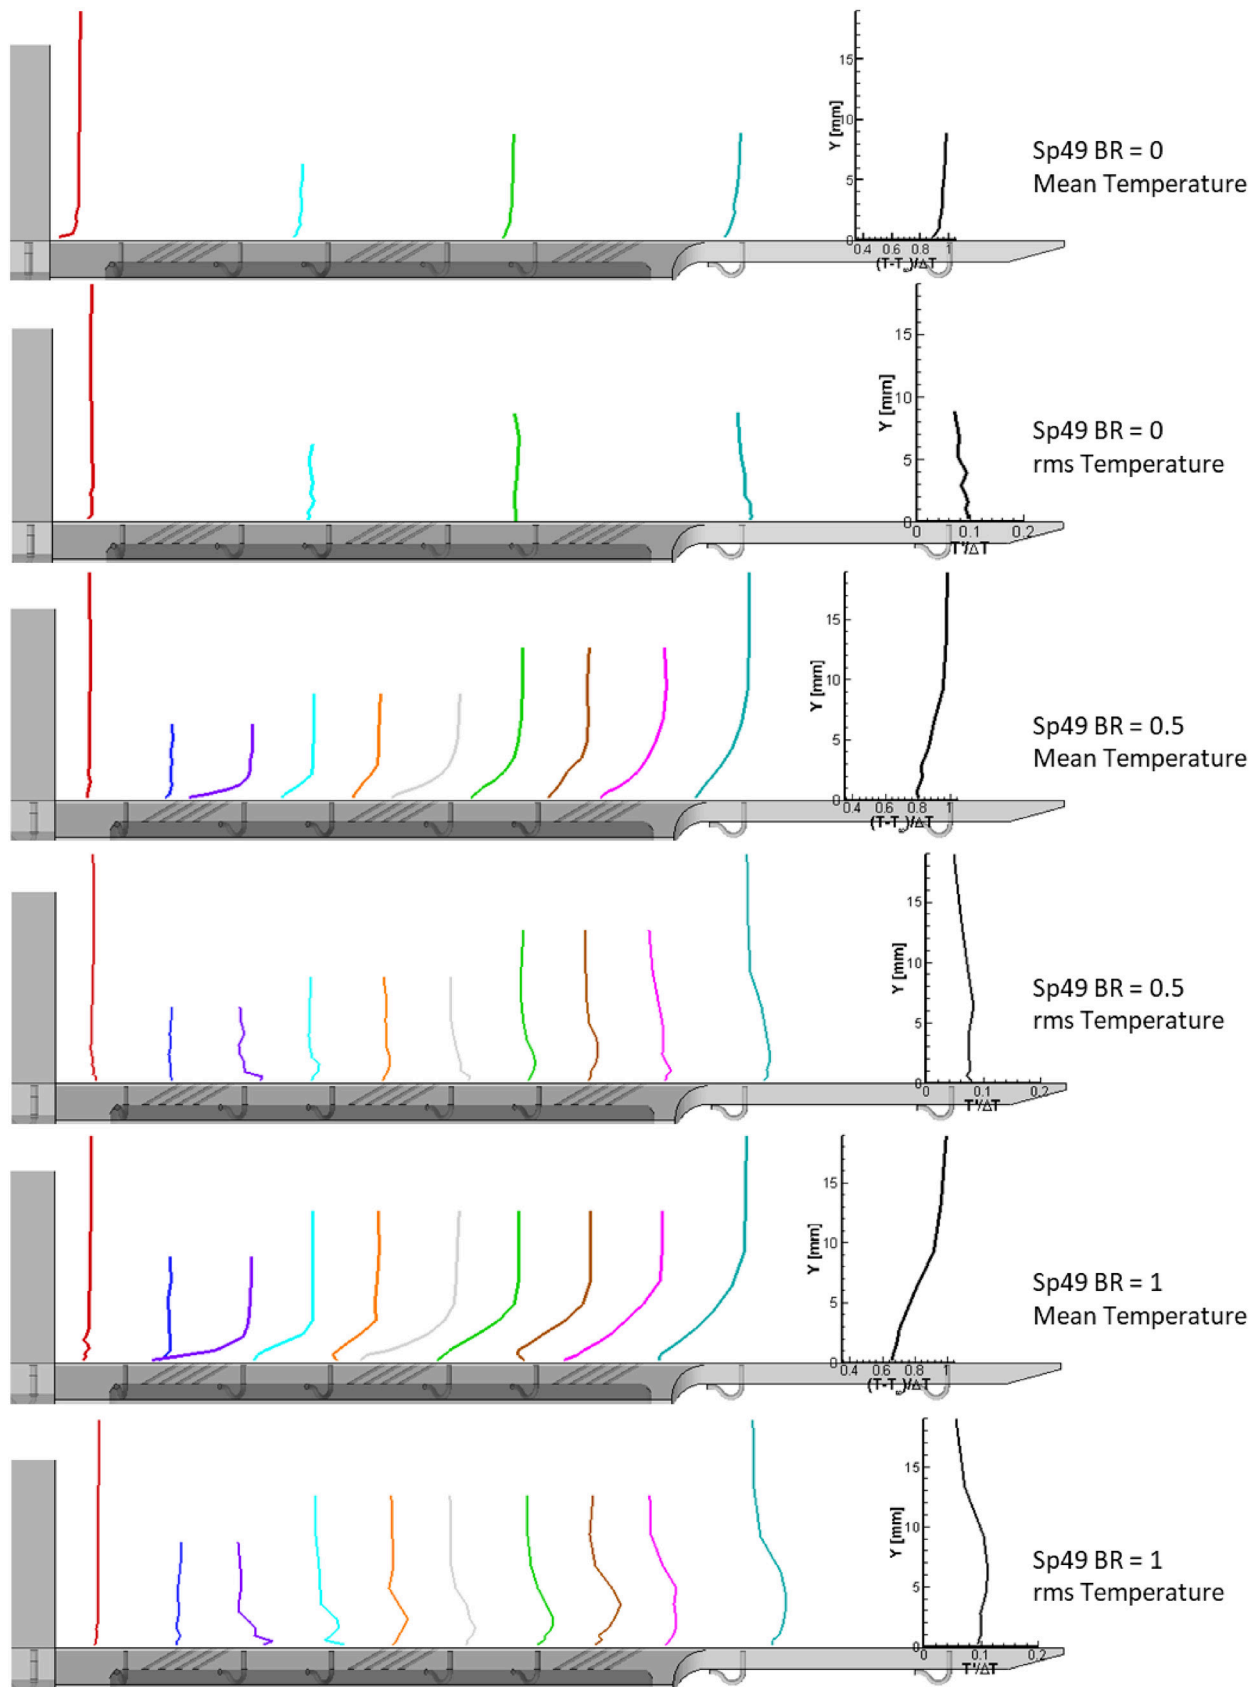 15
10
5
0
Y [mm]
0.4 0.6 0.8 1
(T-T∞)/ΔT
Sp49 BR = 0
Mean Temperature
15
10
5
0
Y [mm]
0 0.1 0.2
T'/ΔT
Sp49 BR = 0
rms Temperature
15
10
5
0
Y [mm]
0.4 0.6 0.8 1
(T-T∞)/ΔT
Sp49 BR = 0.5
Mean Temperature
15
10
5
0
Y [mm]
0 0.1 0.2
T'/ΔT
Sp49 BR = 0.5
rms Temperature
15
10
5
0
Y [mm]
0.4 0.6 0.8 1
(T-T∞)/ΔT
Sp49 BR = 1
Mean Temperature
15
10
5
0
Y [mm]
0 0.1 0.2
T'/ΔT
Sp49 BR = 1
rms Temperature